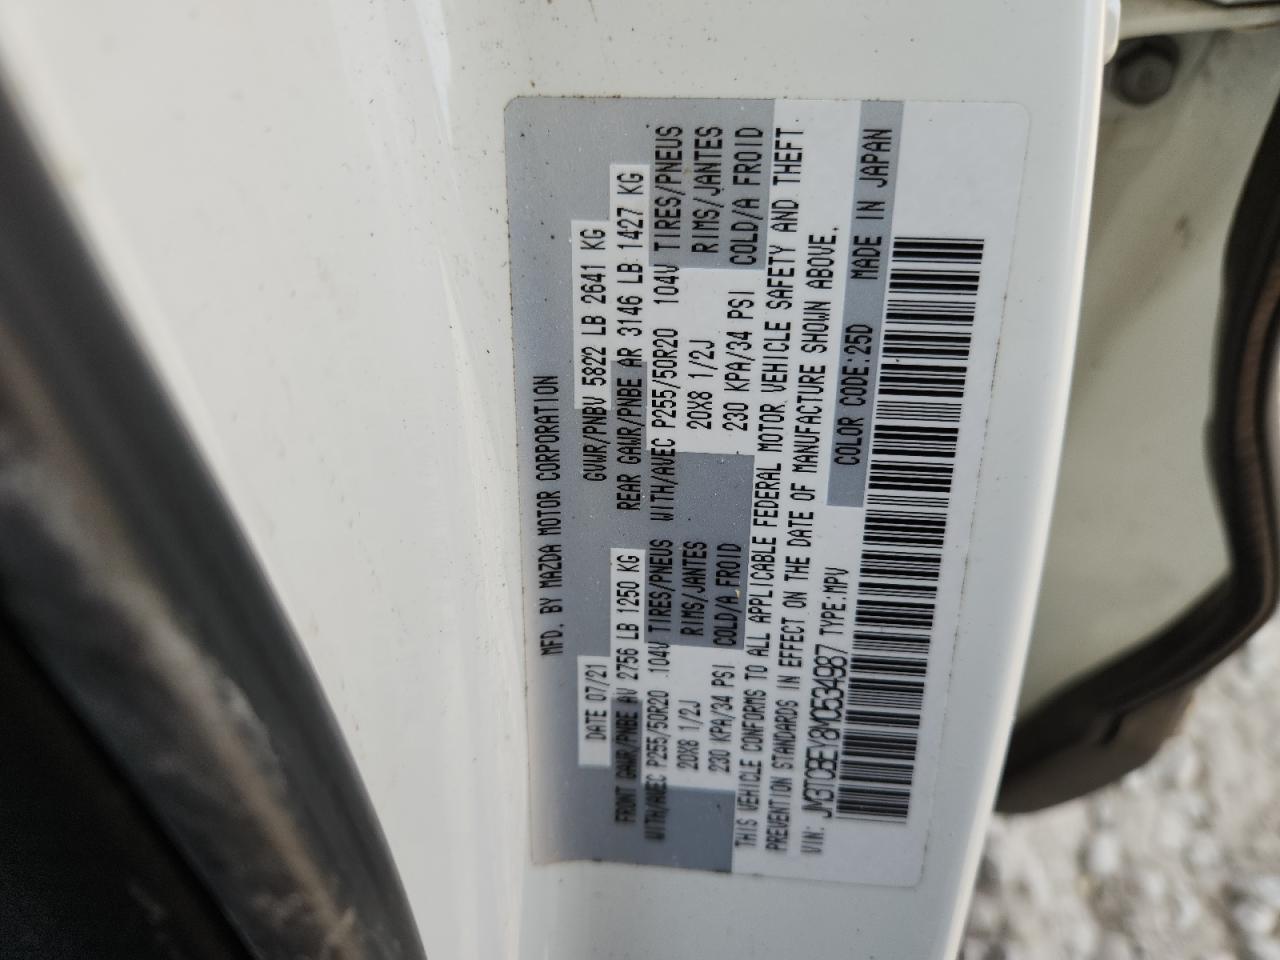 MFD. BY MAZDA MOTOR CORPORATION
DATE 07/21 GVWR/PNBV 5822 LB 2641 KG
FRONT GAWR/PNBE AV 2756 LB 1250 KG REAR GAWR/PNBE AR 3146 LB 1427 KG
WITH/AVEC P255/50R20 104V TIRES/PNEUS WITH/AVEC P255/50R20 104V TIRES/PNEUS
20X8 1/2J RIMS/JANTES 20X8 1/2J RIMS/JANTES
230 KPA/34 PSI COLD/A FROID 230 KPA/34 PSI COLD/A FROID
THIS VEHICLE CONFORMS TO ALL APPLICABLE FEDERAL MOTOR VEHICLE SAFETY AND THEFT
PREVENTION STANDARDS IN EFFECT ON THE DATE OF MANUFACTURE SHOWN ABOVE.
VIN: JM3TCBEY8M0534987 TYPE:MPV COLOR CODE:25D MADE IN JAPAN